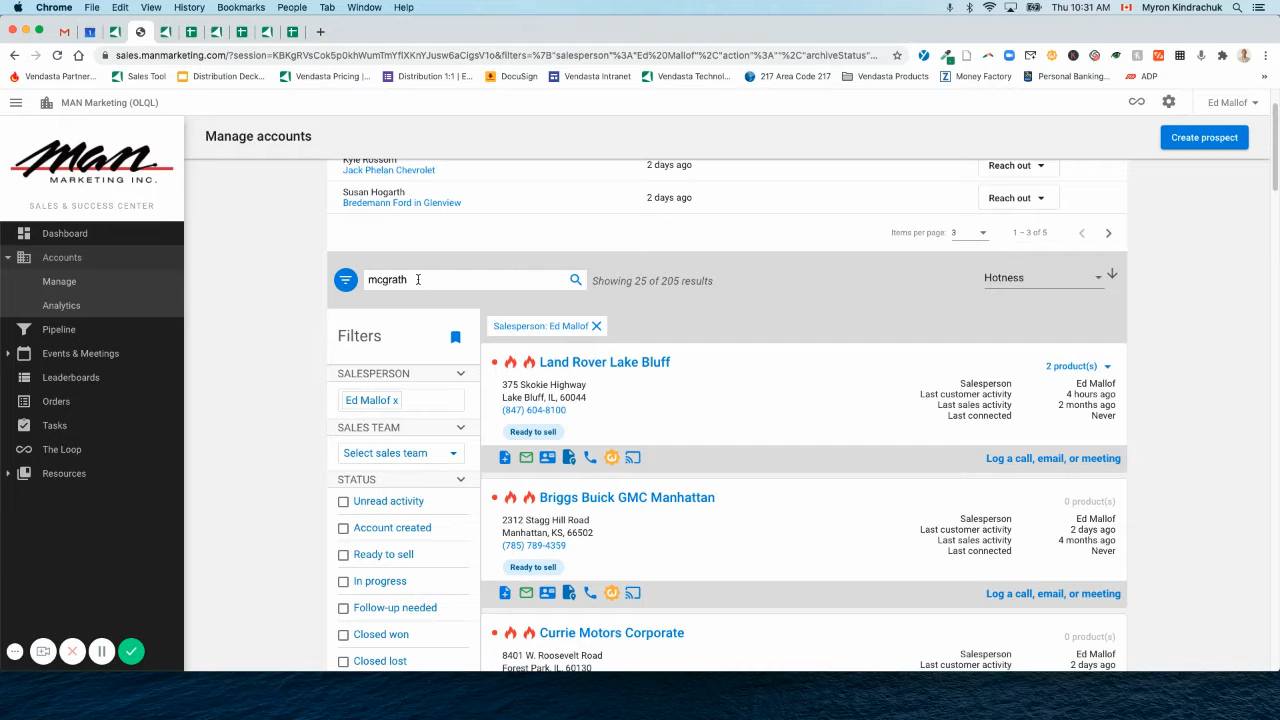 Chrome File Edit View History Bookmarks People Tab Window Help Thu 10:31 AM Myron Kindrachuk
sales.manmarketing.com/?session=
Vendasta Partner... Sales Tool Distribution Deck... Vendasta Pricing |... Distribution 1:1 | E... DocuSign Vendasta Intranet Vendasta Technol... 217 Area Code 217 Vendasta Products Money Factory Personal Banking... ADP »
MAN Marketing (OLQL) Ed Mallof
Man
MARKETING INC.
SALES & SUCCESS CENTER
Dashboard
Accounts
Manage
Analytics
Pipeline
Events & Meetings
Leaderboards
Orders
Tasks
The Loop
Resources
Manage accounts Create prospect
Kyle Rossom
Jack Phelan Chevrolet 2 days ago Reach out
Susan Hogarth
Bredemann Ford in Glenview 2 days ago Reach out
Items per page: 3 1 – 3 of 5
mcgrath Showing 25 of 205 results Hotness
Filters
SALESPERSON
Ed Mallof x
SALES TEAM
Select sales team
STATUS
Unread activity
Account created
Ready to sell
In progress
Follow-up needed
Closed won
Closed lost
Salesperson: Ed Mallof
Land Rover Lake Bluff 2 product(s)
375 Skokie Highway
Lake Bluff, IL, 60044
(847) 604-8100
Ready to sell
Salesperson Ed Mallof
Last customer activity 4 hours ago
Last sales activity 2 months ago
Last connected Never
Log a call, email, or meeting
Briggs Buick GMC Manhattan 0 product(s)
2312 Stagg Hill Road
Manhattan, KS, 66502
(785) 789-4359
Ready to sell
Salesperson Ed Mallof
Last customer activity 2 days ago
Last sales activity 4 months ago
Last connected Never
Log a call, email, or meeting
Currie Motors Corporate 0 product(s)
8401 W. Roosevelt Road
Forest Park, IL, 60130
Salesperson Ed Mallof
Last customer activity 2 days ago